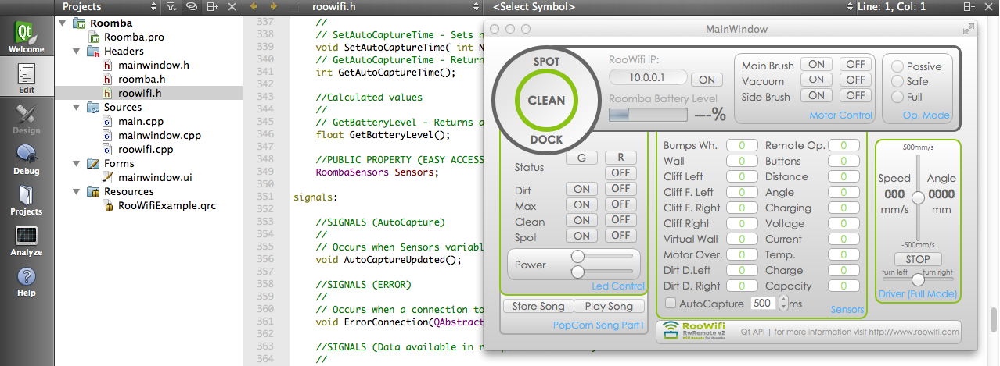 Projects
roowifi.h
<Select Symbol>
Line: 1, Col: 1
Welcome
Edit
Design
Debug
Projects
Analyze
Help
Roomba
Roomba.pro
Headers
mainwindow.h
roomba.h
roowifi.h
Sources
main.cpp
mainwindow.cpp
roowifi.cpp
Forms
mainwindow.ui
Resources
RooWifiExample.qrc
337 //
338 // SetAutoCaptureTime - Sets
339 void SetAutoCaptureTime( int
340 // GetAutoCaptureTime - Return
341 int GetAutoCaptureTime();
342
343 //Calculated values
344 //
345 // GetBatteryLevel - Returns
346 float GetBatteryLevel();
347
348 //PUBLIC PROPERTY (EASY ACCESS
349 RoombaSensors Sensors;
350
351 signals:
352
353 //SIGNALS (AutoCapture)
354 //
355 // Occurs when Sensors variabl
356 void AutoCaptureUpdated();
357
358 //SIGNALS (ERROR)
359 //
360 // Occurs when a connection to
361 void ErrorConnection(QAbstract
362
363 //SIGNALS (Data available in
364 //
MainWindow
SPOT
CLEAN
DOCK
RooWifi IP:
10.0.0.1 ON
Roomba Battery Level
---%
Main Brush ON OFF
Vacuum ON OFF
Side Brush ON OFF
Motor Control
Passive
Safe
Full
Op. Mode
G R
Status OFF
Dirt ON OFF
Max ON OFF
Clean ON OFF
Spot ON OFF
Power
Led Control
Store Song Play Song
PopCorn Song Part1
Bumps Wh. 0 Remote Op. 0
Wall 0 Buttons 0
Cliff Left 0 Distance 0
Cliff F. Left 0 Angle 0
Cliff F. Right 0 Charging 0
Cliff Right 0 Voltage 0
Virtual Wall 0 Current 0
Motor Over. 0 Temp. 0
Dirt D.Left 0 Charge 0
Dirt D. Right 0 Capacity 0
AutoCapture 500 ms
Sensors
500mm/s
Speed Angle
000 0000
mm/s mm
-500mm/s
STOP
turn left turn right
Driver (Full Mode)
RooWifi
RwRemote v2
WiFi Remote for Roomba
Qt API | for more information visit http://www.roowifi.com